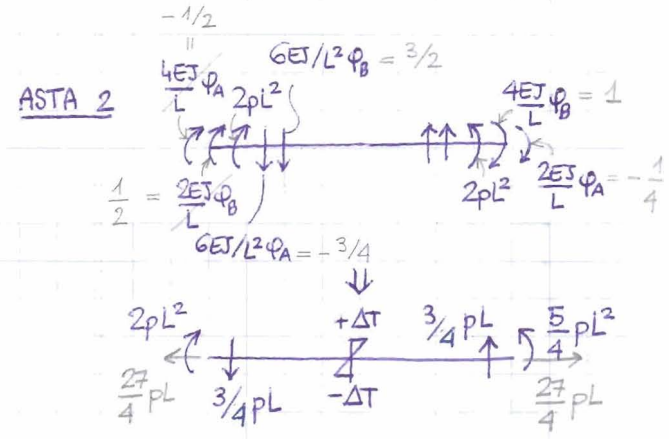 -1/2
=
6EJ/L² φB = 3/2
4EJ/L φA
2pL²
4EJ/L φB = 1
ASTA 2
1/2 = 2EJ/L φB
2pL²
2EJ/L φA = -1/4
6EJ/L² φA = -3/4
⇓
2pL²
+ΔT
3/4 pL
5/4 pL²
27/4 pL
3/4 pL
-ΔT
27/4 pL